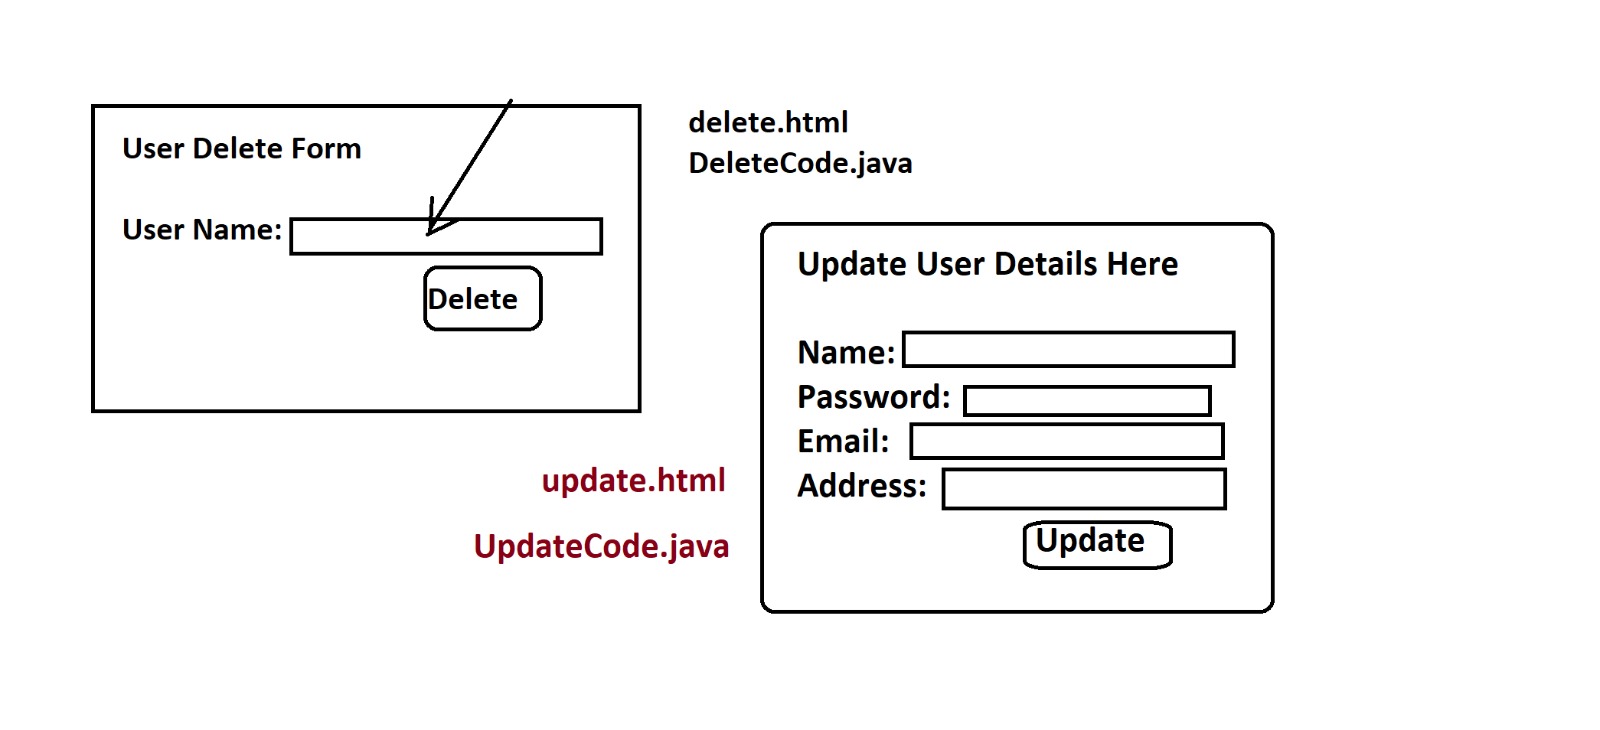 User Delete Form
User Name:
Delete
delete.html
DeleteCode.java
Update User Details Here
Name:
Password:
Email:
Address:
Update
update.html
UpdateCode.java